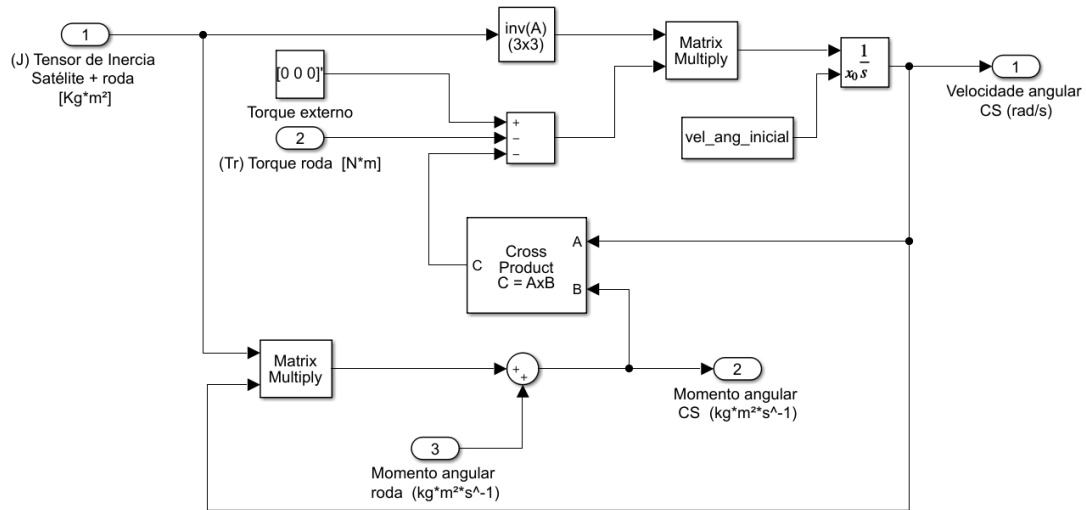 1
(J) Tensor de Inercia
Satélite + roda
[Kg*m²]
inv(A)
(3x3)
[0 0 0]'
Torque externo
2
(Tr) Torque roda [N*m]
+
−
−
Matrix
Multiply
1
x₀ s
vel_ang_inicial
1
Velocidade angular
CS (rad/s)
Cross
Product
C = AxB
A
B
C
Matrix
Multiply
+
+
2
Momento angular
CS (kg*m²*s^-1)
3
Momento angular
roda (kg*m²*s^-1)